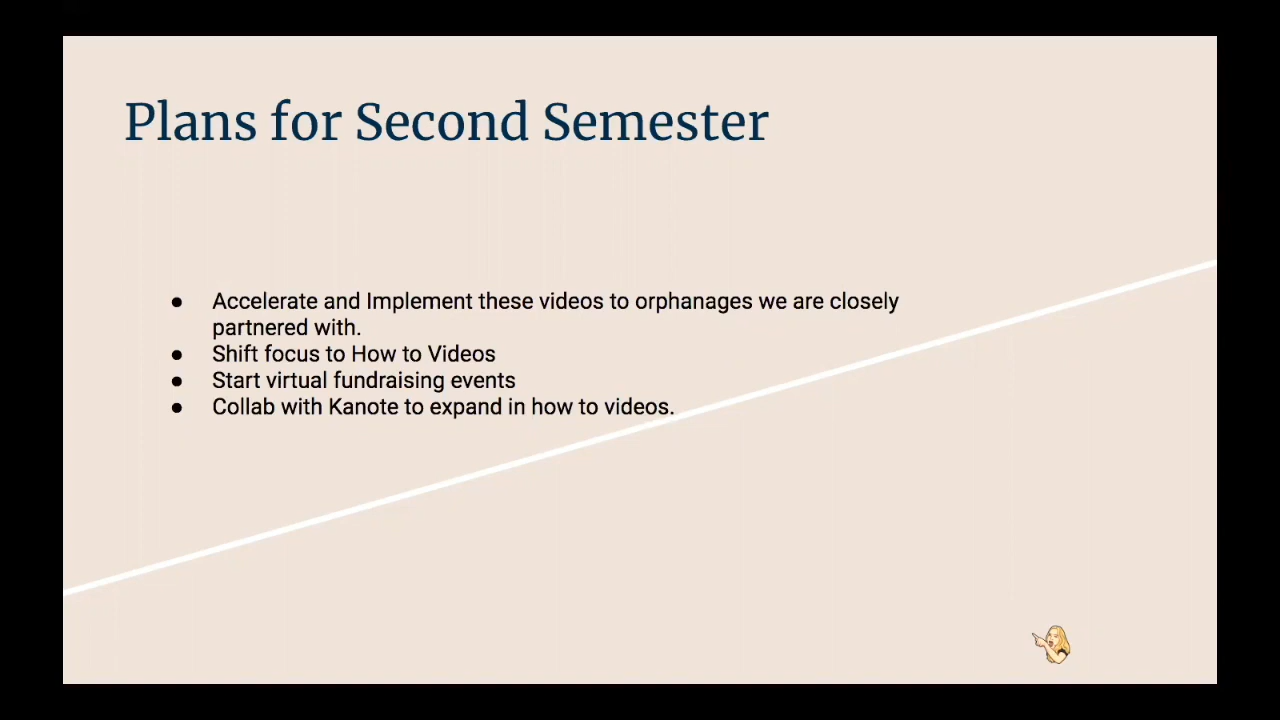 Plans for Second Semester
● Accelerate and Implement these videos to orphanages we are closely
partnered with.
● Shift focus to How to Videos
● Start virtual fundraising events
● Collab with Kanote to expand in how to videos.